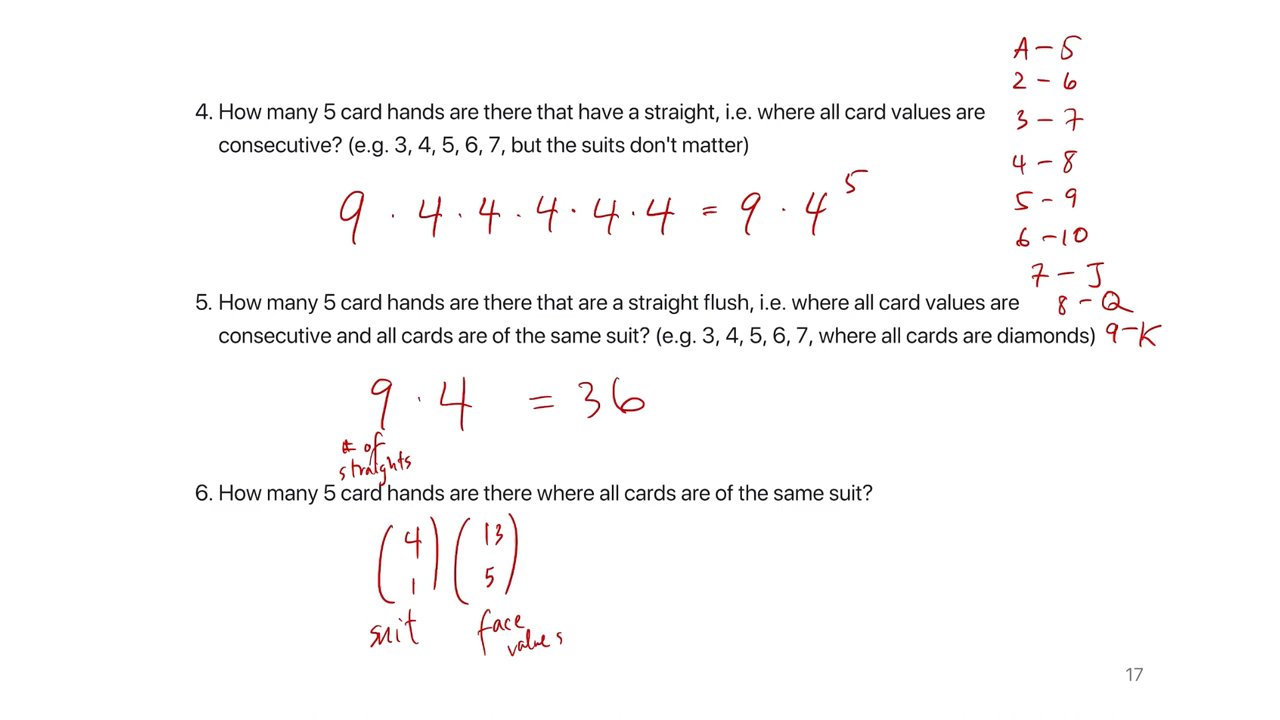 A – 5
2 – 6
4. How many 5 card hands are there that have a straight, i.e. where all card values are
3 – 7
consecutive? (e.g. 3, 4, 5, 6, 7, but the suits don't matter)
4 – 8
9 · 4 · 4 · 4 · 4 · 4 = 9 · 4^5
5 – 9
6 – 10
7 – J
5. How many 5 card hands are there that are a straight flush, i.e. where all card values are
8 – Q
consecutive and all cards are of the same suit? (e.g. 3, 4, 5, 6, 7, where all cards are diamonds)
9 – K
9 · 4 = 36
# of
straights
6. How many 5 card hands are there where all cards are of the same suit?
(4 1) (13 5)
suit face
values
17